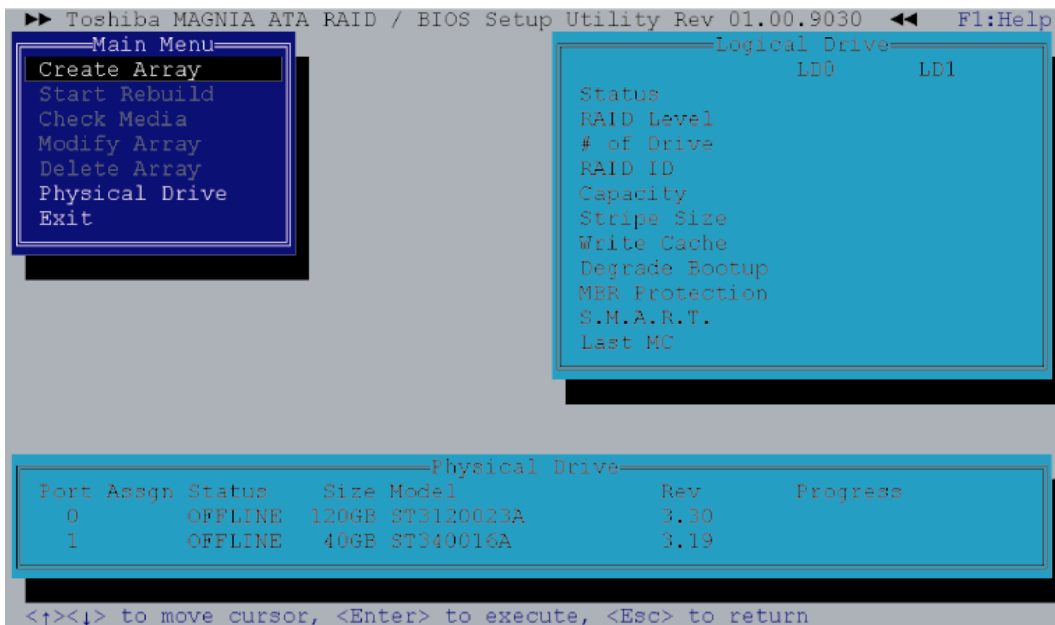 ►► Toshiba MAGNIA ATA RAID / BIOS Setup Utility Rev 01.00.9030 ◄◄ F1:Help
Main Menu
Create Array
Start Rebuild
Check Media
Modify Array
Delete Array
Physical Drive
Exit
Logical Drive
LD0 LD1
Status
RAID Level
# of Drive
RAID ID
Capacity
Stripe Size
Write Cache
Degrade Bootup
MBR Protection
S.M.A.R.T.
Last MC
Physical Drive
Port Assgn Status Size Model Rev Progress
0 OFFLINE 120GB ST3120023A 3.30
1 OFFLINE 40GB ST340016A 3.19
<↑><↓> to move cursor, <Enter> to execute, <Esc> to return